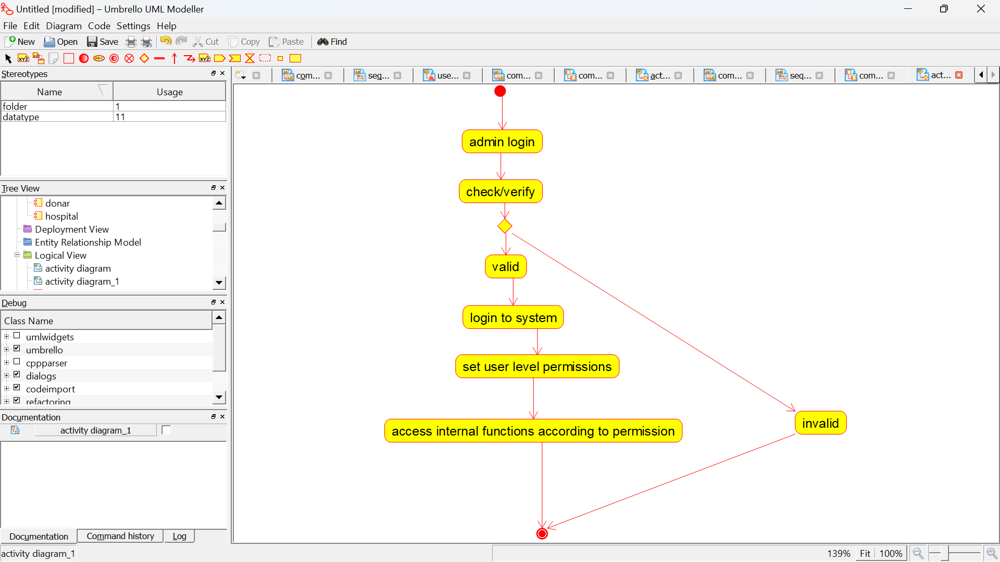 Untitled [modified] – Umbrello UML Modeller
File Edit Diagram Code Settings Help
New Open Save Cut Copy Paste Find
Stereotypes
Name Usage
folder 1
datatype 11
com... seq... use... com... com... act... com... seq... com... act...
Tree View
donar
hospital
Deployment View
Entity Relationship Model
Logical View
activity diagram
activity diagram_1
Debug
Class Name
umlwidgets
umbrello
cppparser
dialogs
codeimport
refactoring
Documentation
activity diagram_1
Documentation Command history Log
activity diagram_1
admin login
check/verify
valid
login to system
set user level permissions
access internal functions according to permission
invalid
139% Fit 100%